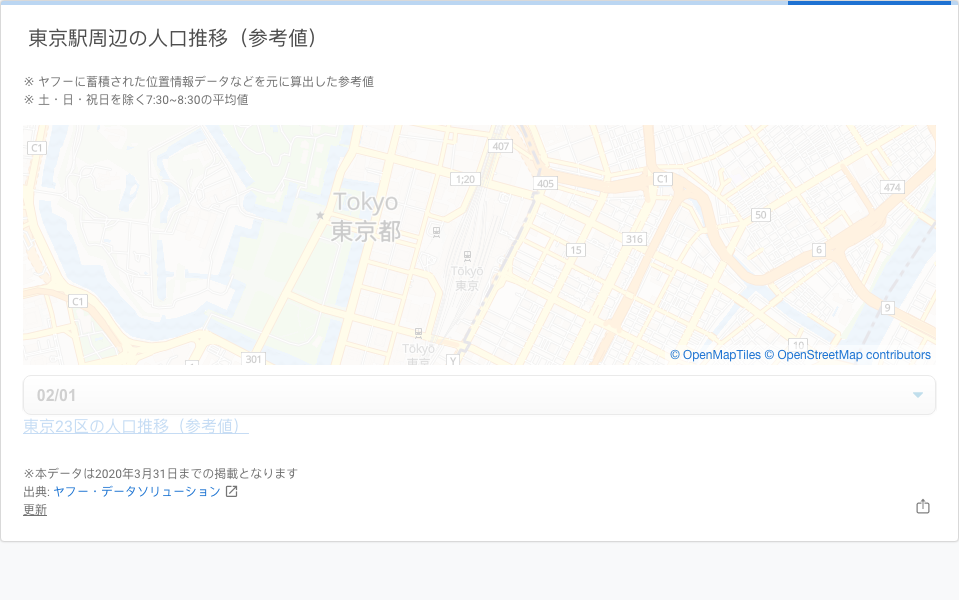 東京駅周辺の人口推移（参考値）
※ ヤフーに蓄積された位置情報データなどを元に算出した参考値
※ 土・日・祝日を除く7:30~8:30の平均値
407
C1
1;20
405
C1
474
Tokyo
東京都
50
316
15
6
Tōkyō
東京
C1
9
10
Tōkyō
東京
301
1
Y
© OpenMapTiles © OpenStreetMap contributors
02/01
東京23区の人口推移（参考値）
※本データは2020年3月31日までの掲載となります
出典: ヤフー・データソリューション
更新